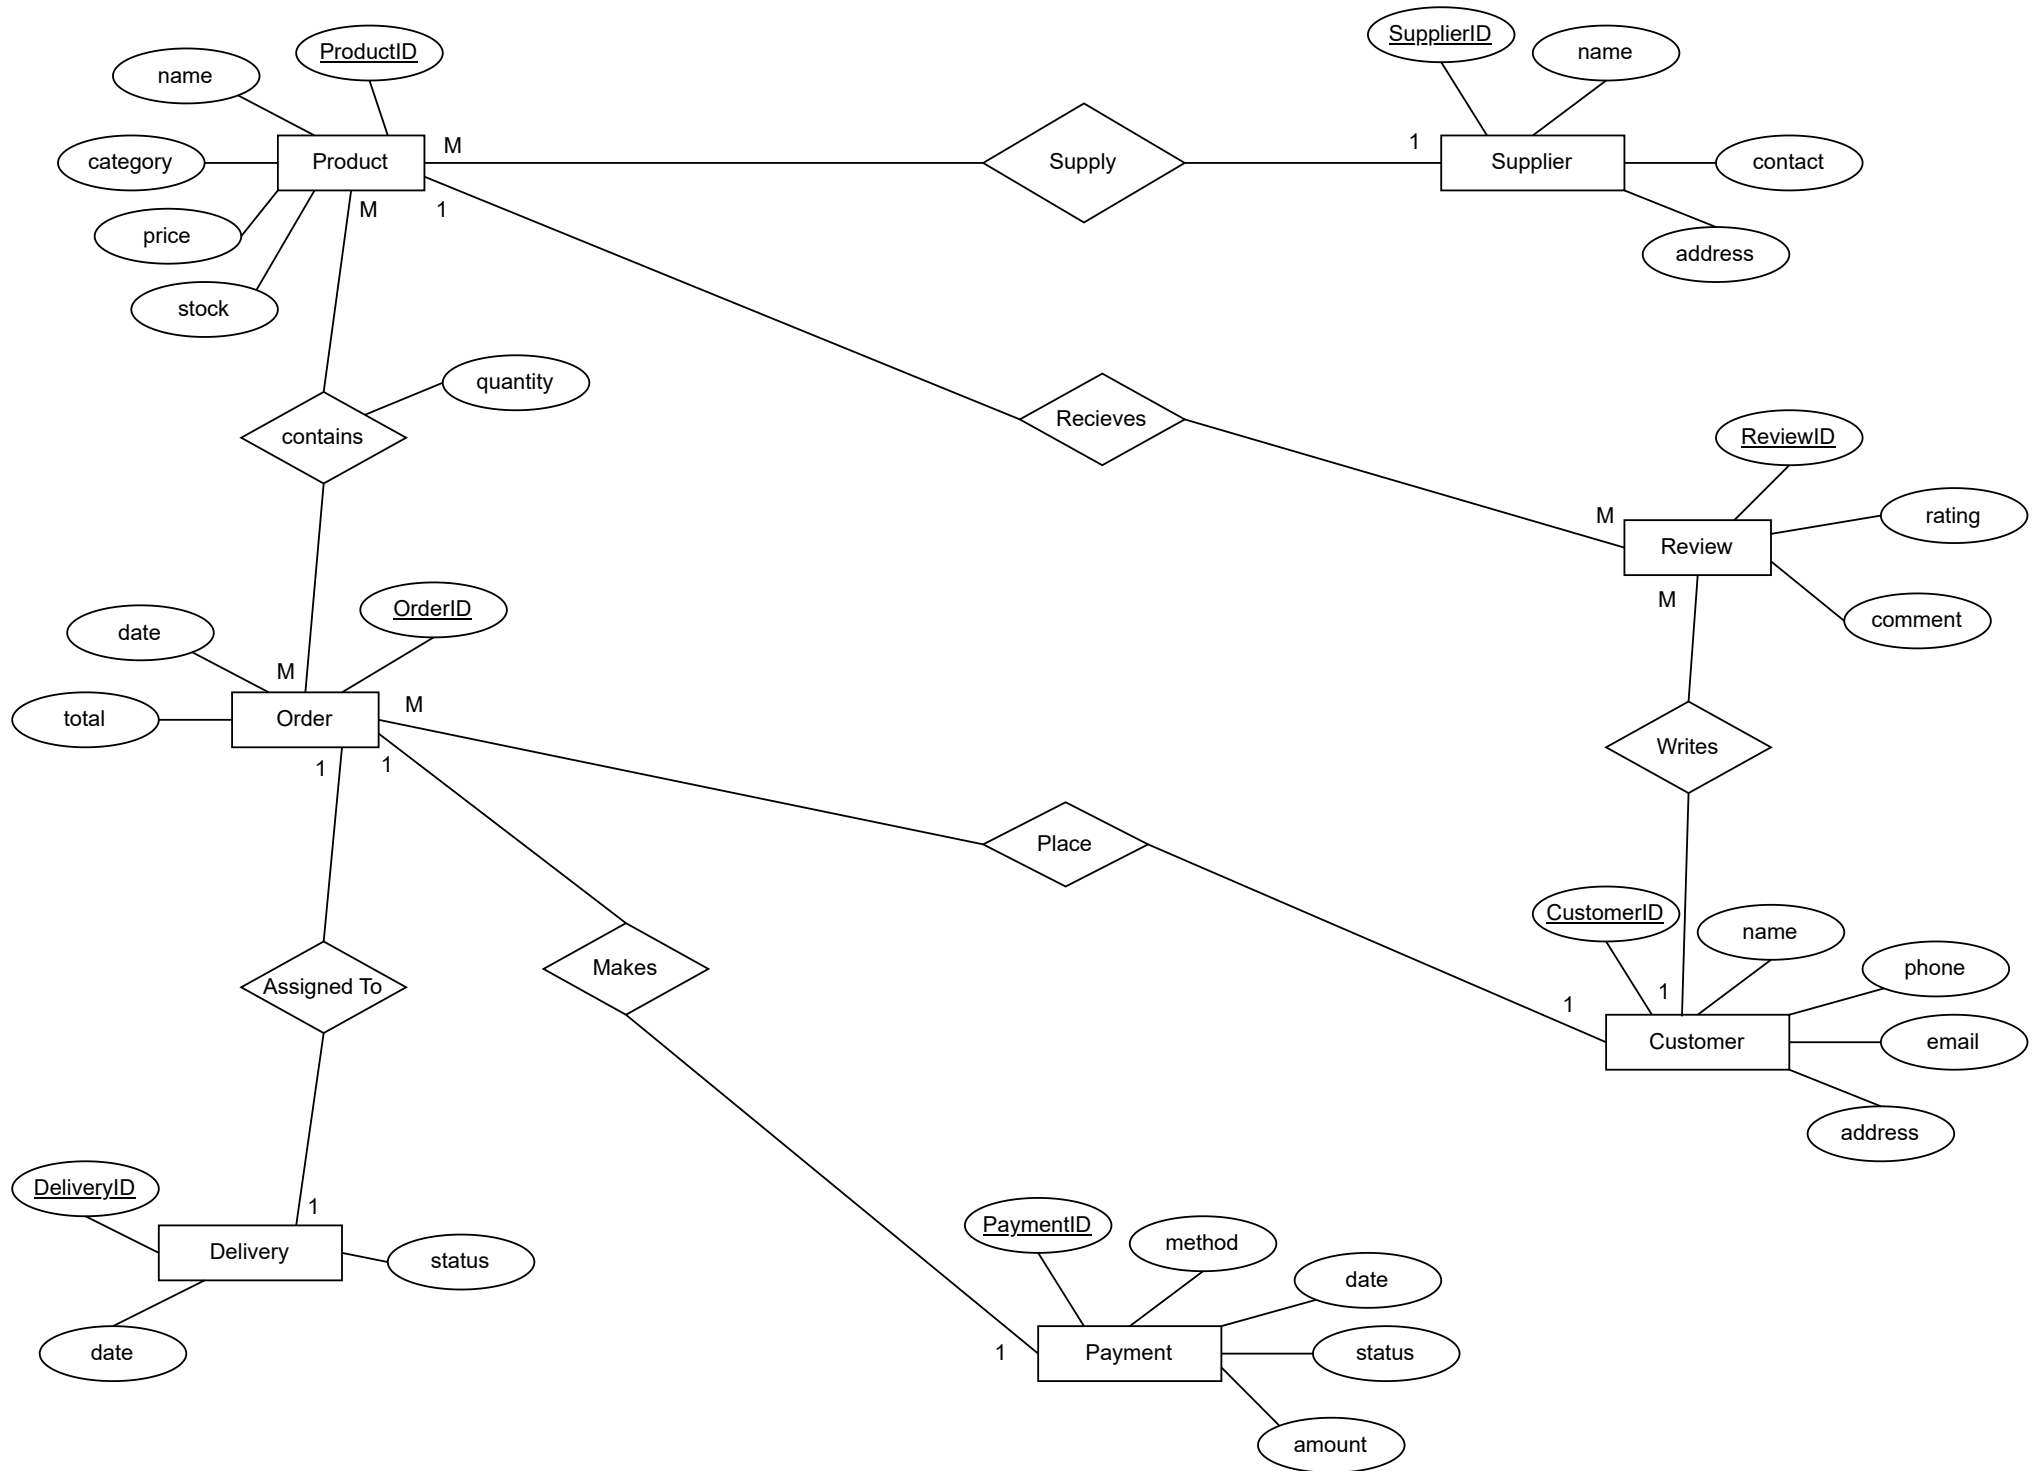 SupplierID
name
ProductID
name
M
1
category
Product
Supply
Supplier
contact
M
1
price
address
stock
quantity
contains
Recieves
ReviewID
M
rating
Review
M
comment
OrderID
date
M
M
total
Order
1
1
Writes
Place
CustomerID
name
phone
Makes
Assigned To
1
1
Customer
email
address
DeliveryID
1
PaymentID
method
Delivery
status
date
date
1
Payment
status
amount